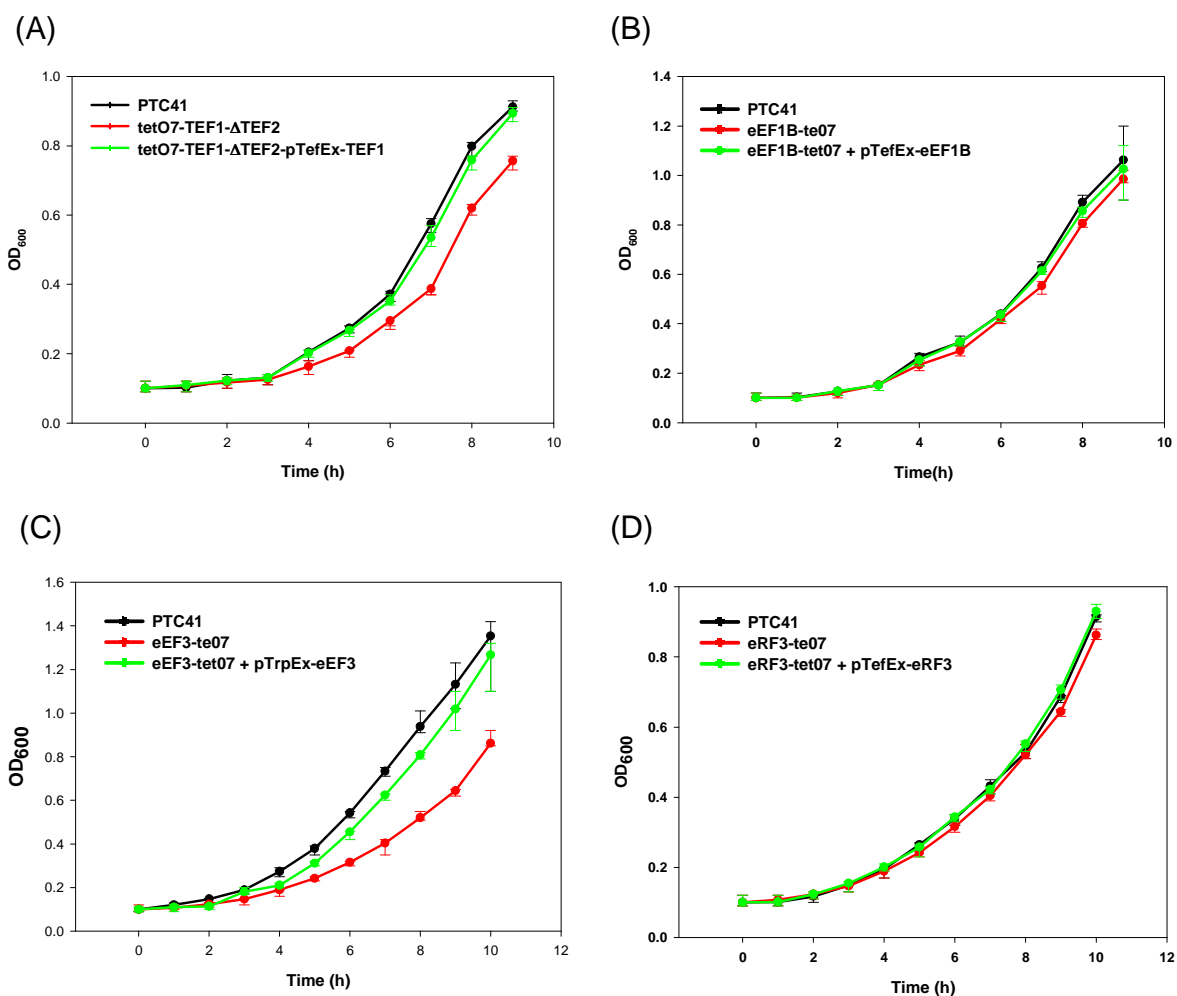 (A)
PTC41
tetO7-TEF1-ΔTEF2
tetO7-TEF1-ΔTEF2-pTefEx-TEF1
OD600
1.0
0.8
0.6
0.4
0.2
0.0
0 2 4 6 8 10
Time (h)
(B)
PTC41
eEF1B-te07
eEF1B-tet07 + pTefEx-eEF1B
OD600
1.4
1.2
1.0
0.8
0.6
0.4
0.2
0.0
0 2 4 6 8 10
Time(h)
(C)
PTC41
eEF3-te07
eEF3-tet07 + pTrpEx-eEF3
OD600
1.6
1.4
1.2
1.0
0.8
0.6
0.4
0.2
0.0
0 2 4 6 8 10 12
Time (h)
(D)
PTC41
eRF3-te07
eRF3-tet07 + pTefEx-eRF3
OD600
1.0
0.8
0.6
0.4
0.2
0.0
0 2 4 6 8 10 12
Time (h)